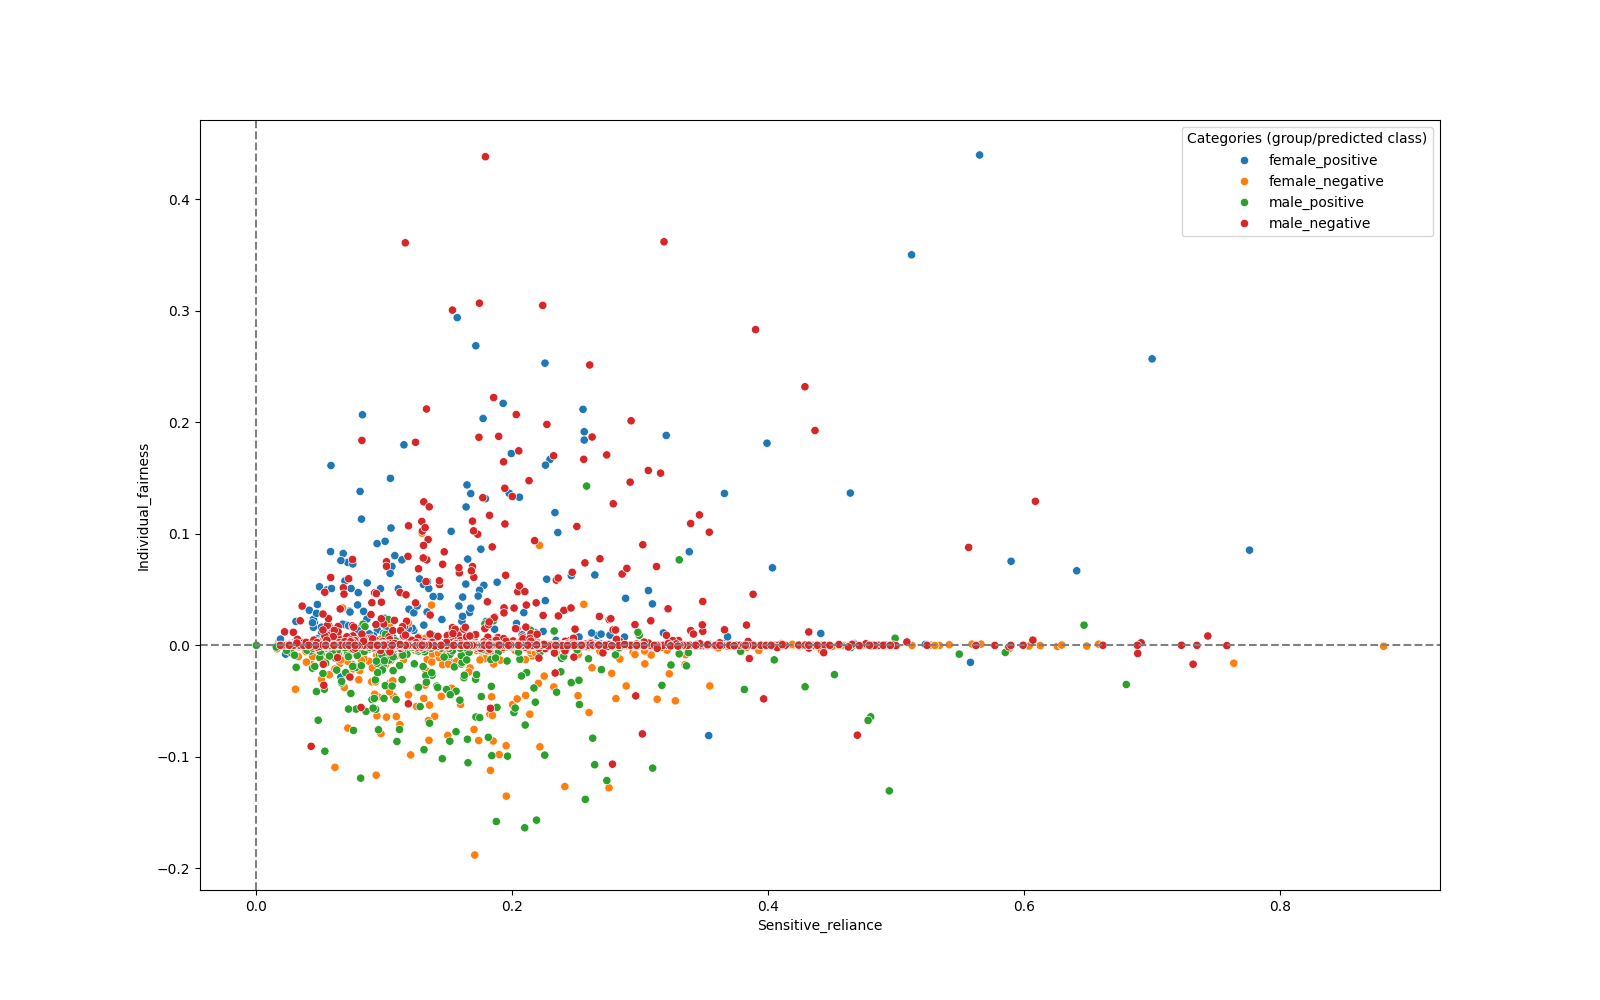 Categories (group/predicted class)
female_positive
female_negative
male_positive
male_negative
0.4
0.3
0.2
0.1
0.0
−0.1
−0.2
Individual_fairness
0.0 0.2 0.4 0.6 0.8
Sensitive_reliance